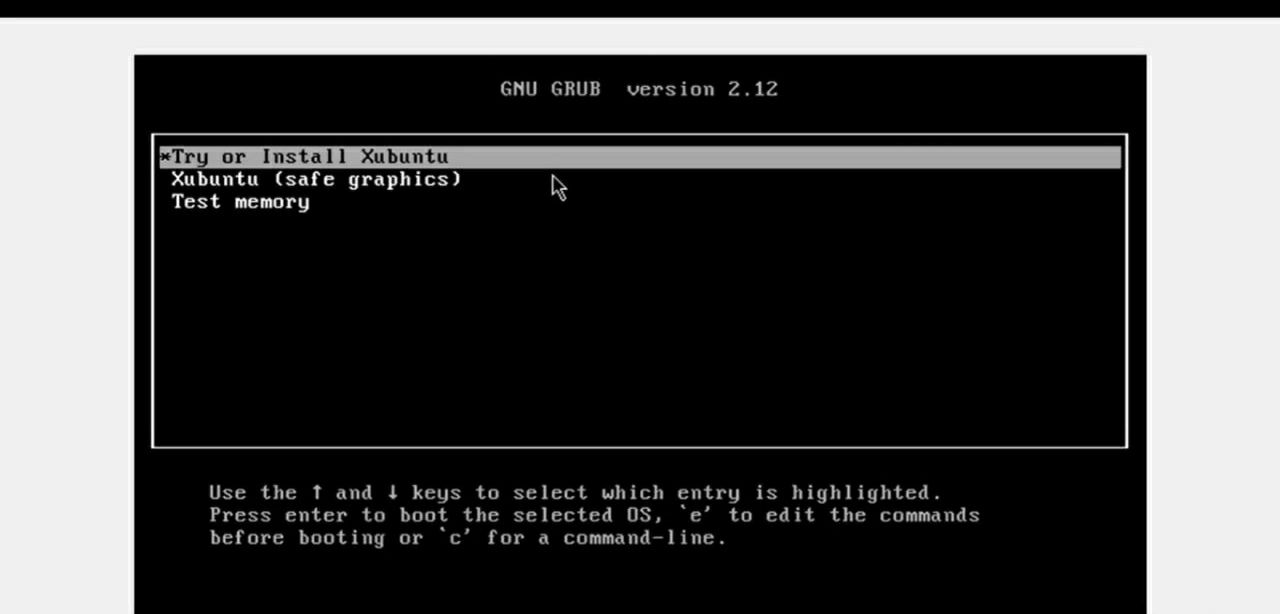 GNU GRUB version 2.12
*Try or Install Xubuntu
Xubuntu (safe graphics)
Test memory
Use the ↑ and ↓ keys to select which entry is highlighted.
Press enter to boot the selected OS, `e' to edit the commands
before booting or `c' for a command-line.